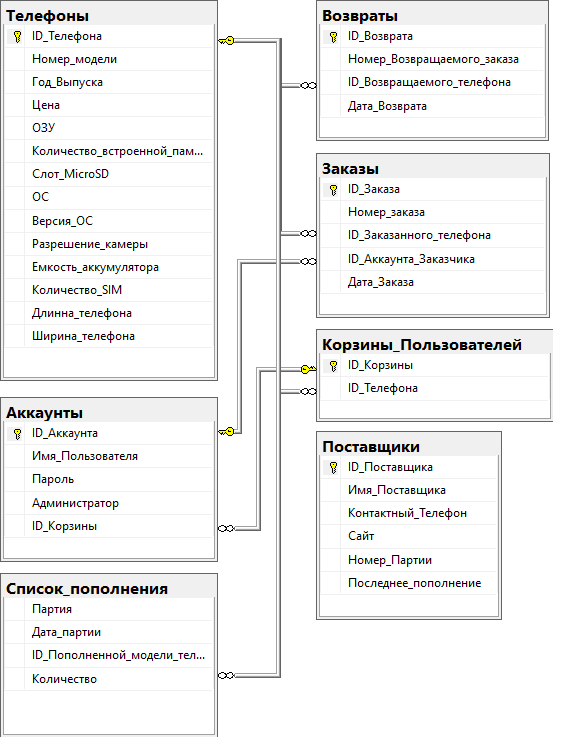 Телефоны
ID_Телефона
Номер_модели
Год_Выпуска
Цена
ОЗУ
Количество_встроенной_пам...
Слот_MicroSD
ОС
Версия_ОС
Разрешение_камеры
Емкость_аккумулятора
Количество_SIM
Длинна_телефона
Ширина_телефона
Аккаунты
ID_Аккаунта
Имя_Пользователя
Пароль
Администратор
ID_Корзины
Список_пополнения
Партия
Дата_партии
ID_Пополненной_модели_тел...
Количество
Возвраты
ID_Возврата
Номер_Возвращаемого_заказа
ID_Возвращаемого_телефона
Дата_Возврата
Заказы
ID_Заказа
Номер_заказа
ID_Заказанного_телефона
ID_Аккаунта_Заказчика
Дата_Заказа
Корзины_Пользователей
ID_Корзины
ID_Телефона
Поставщики
ID_Поставщика
Имя_Поставщика
Контактный_Телефон
Сайт
Номер_Партии
Последнее_пополнение